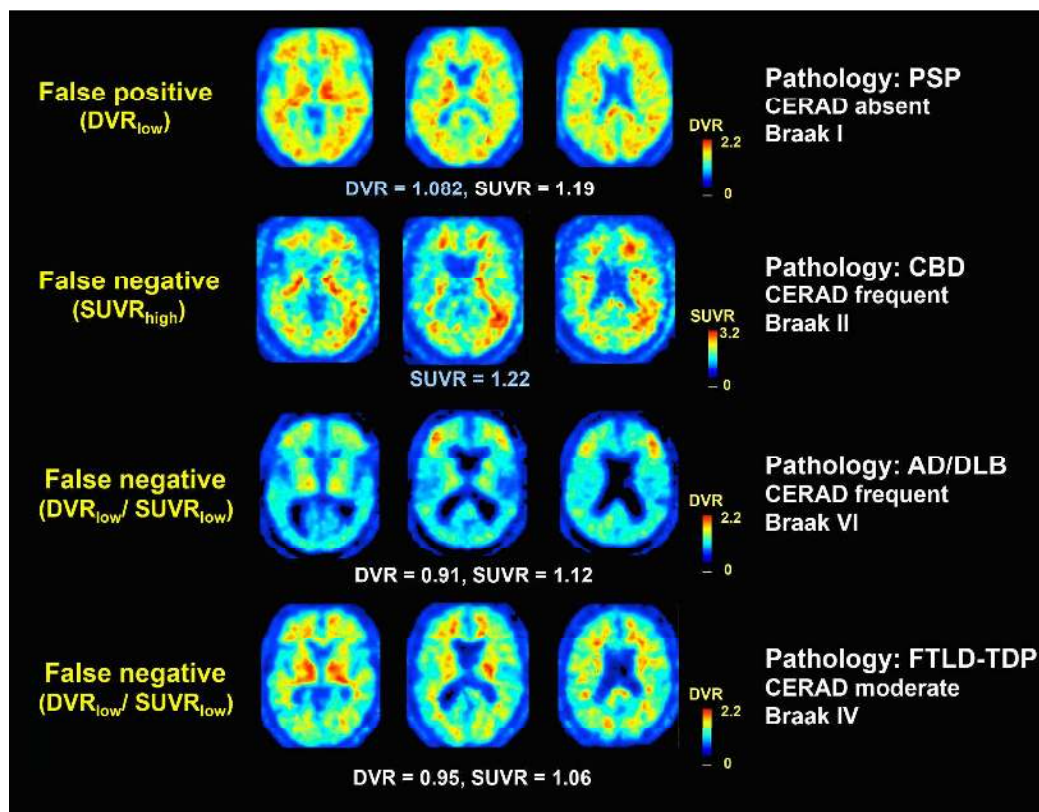 False positive
(DVRlow)
DVR = 1.082, SUVR = 1.19
DVR
2.2
0
Pathology: PSP
CERAD absent
Braak I
False negative
(SUVRhigh)
SUVR = 1.22
SUVR
3.2
0
Pathology: CBD
CERAD frequent
Braak II
False negative
(DVRlow/ SUVRlow)
DVR = 0.91, SUVR = 1.12
DVR
2.2
0
Pathology: AD/DLB
CERAD frequent
Braak VI
False negative
(DVRlow/ SUVRlow)
DVR = 0.95, SUVR = 1.06
DVR
2.2
0
Pathology: FTLD-TDP
CERAD moderate
Braak IV